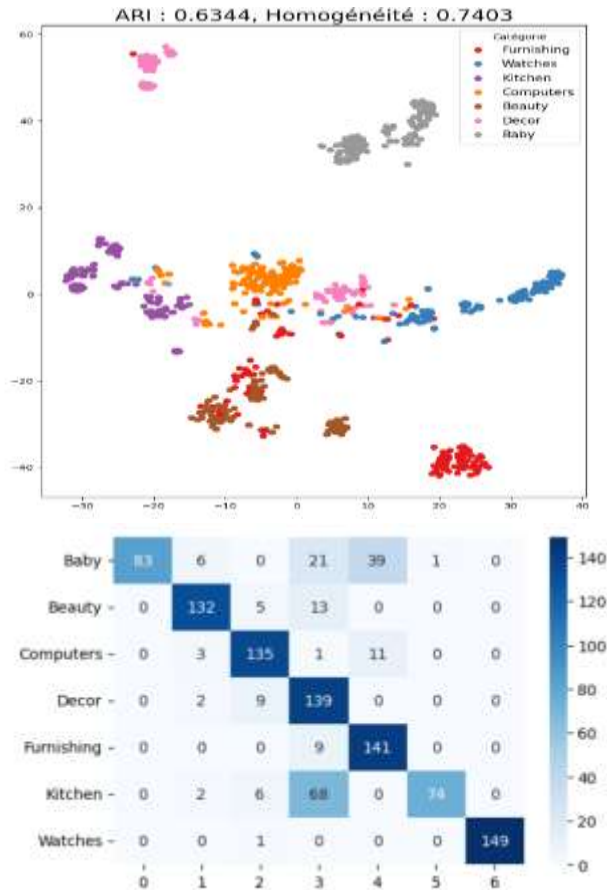 ARI : 0.6344, Homogénéité : 0.7403
Catégorie
Furnishing
Watches
Kitchen
Computers
Beauty
Decor
Baby
60
40
20
0
−20
−40
−30 −20 −10 0 10 20 30 40
Baby 83 6 0 21 39 1 0
Beauty 0 132 5 13 0 0 0
Computers 0 3 135 1 11 0 0
Decor 0 2 9 139 0 0 0
Furnishing 0 0 0 9 141 0 0
Kitchen 0 2 6 68 0 74 0
Watches 0 0 1 0 0 0 149
0 1 2 3 4 5 6
140
120
100
80
60
40
20
0